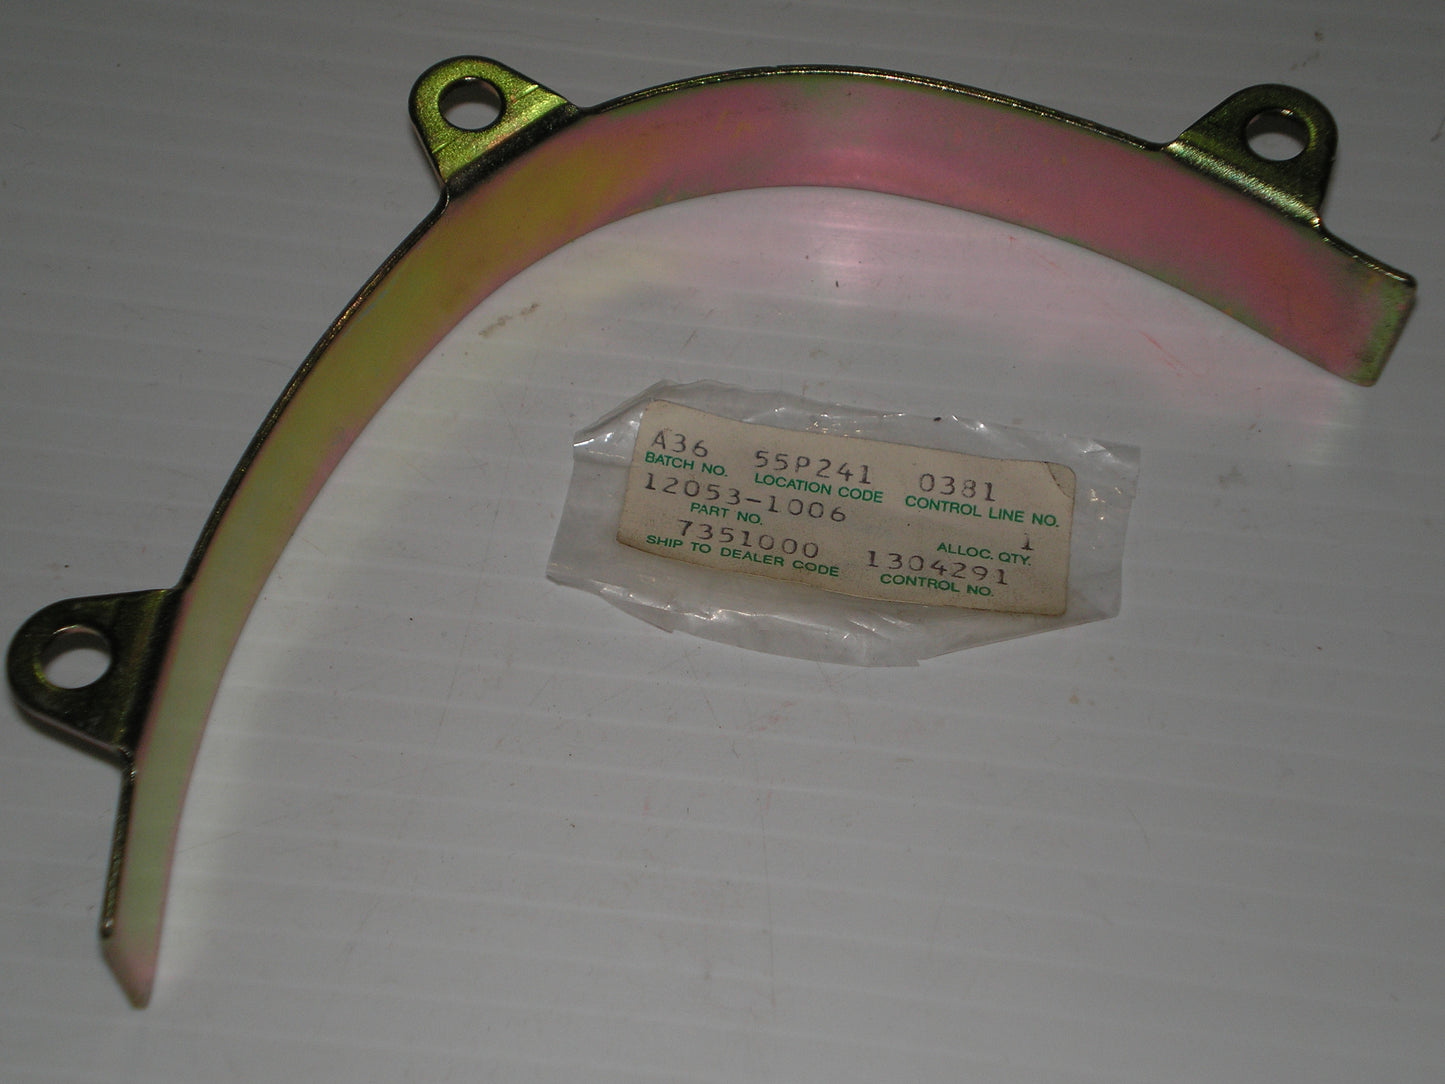 A36 55P241 0381
BATCH NO. LOCATION CODE CONTROL LINE NO.
12053-1006 1
PART NO. ALLOC. QTY.
7351000 1304291
SHIP TO DEALER CODE CONTROL NO.